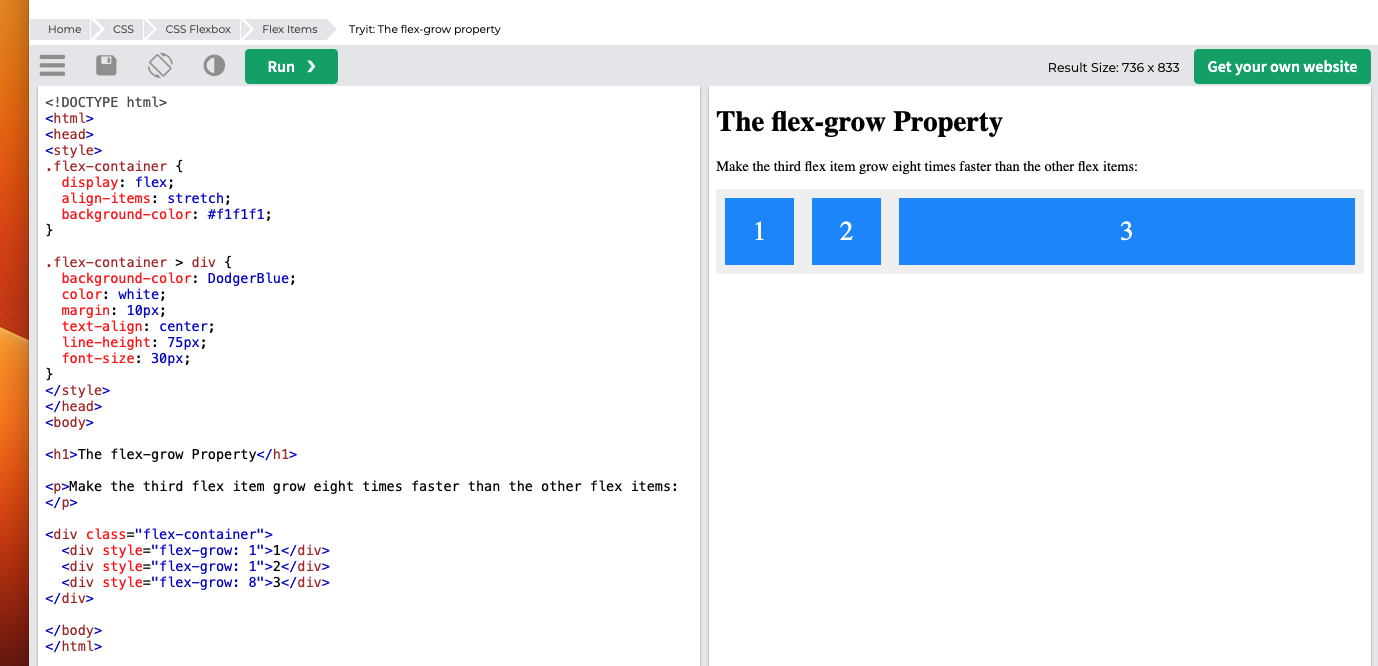 Home CSS CSS Flexbox Flex Items Tryit: The flex-grow property
Run ❯ Result Size: 736 x 833 Get your own website
<!DOCTYPE html>
<html>
<head>
<style>
.flex-container {
  display: flex;
  align-items: stretch;
  background-color: #f1f1f1;
}

.flex-container > div {
  background-color: DodgerBlue;
  color: white;
  margin: 10px;
  text-align: center;
  line-height: 75px;
  font-size: 30px;
}
</style>
</head>
<body>

<h1>The flex-grow Property</h1>

<p>Make the third flex item grow eight times faster than the other flex items:
</p>

<div class="flex-container">
  <div style="flex-grow: 1">1</div>
  <div style="flex-grow: 1">2</div>
  <div style="flex-grow: 8">3</div>
</div>

</body>
</html>
The flex-grow Property
Make the third flex item grow eight times faster than the other flex items:
1 2 3